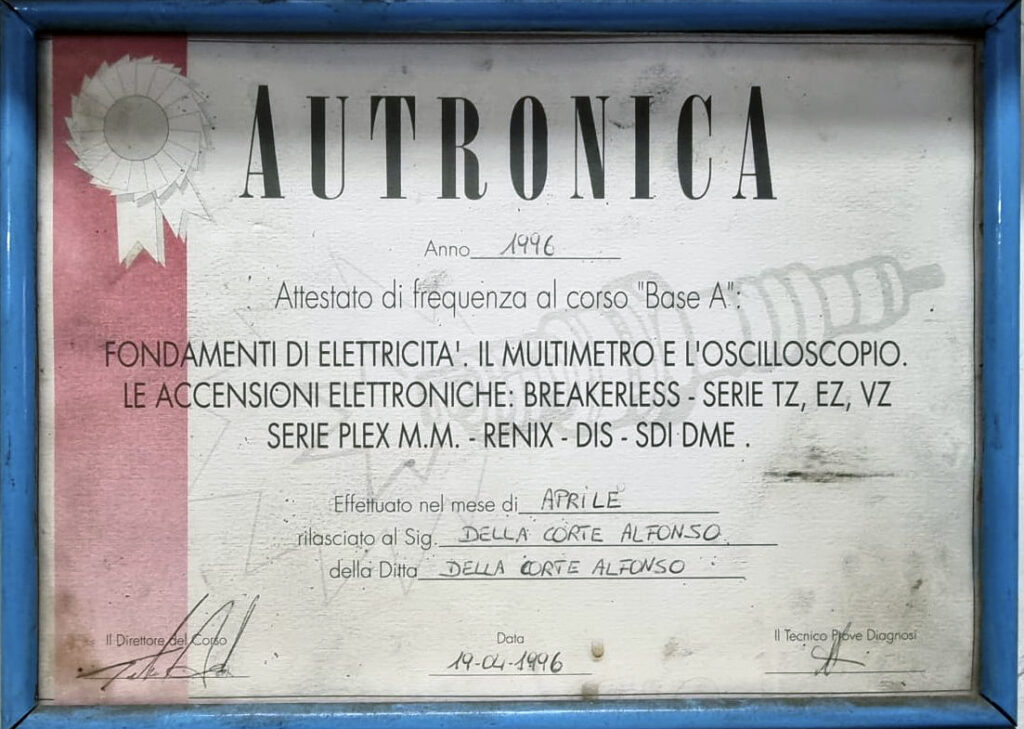 AUTRONICA
Anno 1996
Attestato di frequenza al corso "Base A":
FONDAMENTI DI ELETTRICITA'. IL MULTIMETRO E L'OSCILLOSCOPIO.
LE ACCENSIONI ELETTRONICHE: BREAKERLESS - SERIE TZ, EZ, VZ
SERIE PLEX M.M. - RENIX - DIS - SDI DME .
Effettuato nel mese di APRILE
rilasciato al Sig. DELLA CORTE ALFONSO
della Ditta DELLA CORTE ALFONSO
Il Direttore del Corso
Data
Il Tecnico Prove Diagnosi
19-04-1996